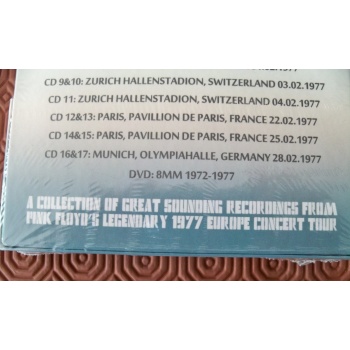 CD 9&10: ZURICH HALLENSTADION, SWITZERLAND 03.02.1977
CD 11: ZURICH HALLENSTADION, SWITZERLAND 04.02.1977
CD 12&13: PARIS, PAVILLION DE PARIS, FRANCE 22.02.1977
CD 14&15: PARIS, PAVILLION DE PARIS, FRANCE 25.02.1977
CD 16&17: MUNICH, OLYMPIAHALLE, GERMANY 28.02.1977
DVD: 8MM 1972-1977
A COLLECTION OF GREAT SOUNDING RECORDINGS FROM
PINK FLOYD'S LEGENDARY 1977 EUROPE CONCERT TOUR